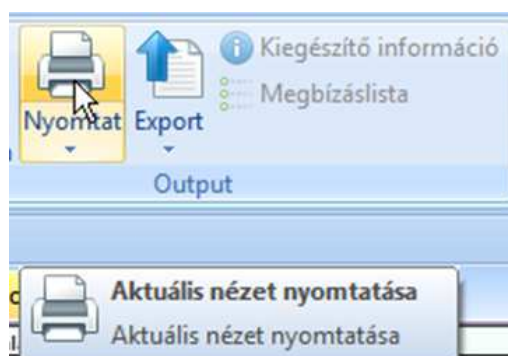 Kiegészítő információ
Megbízáslista
Nyomtat Export
Output
Aktuális nézet nyomtatása
Aktuális nézet nyomtatása